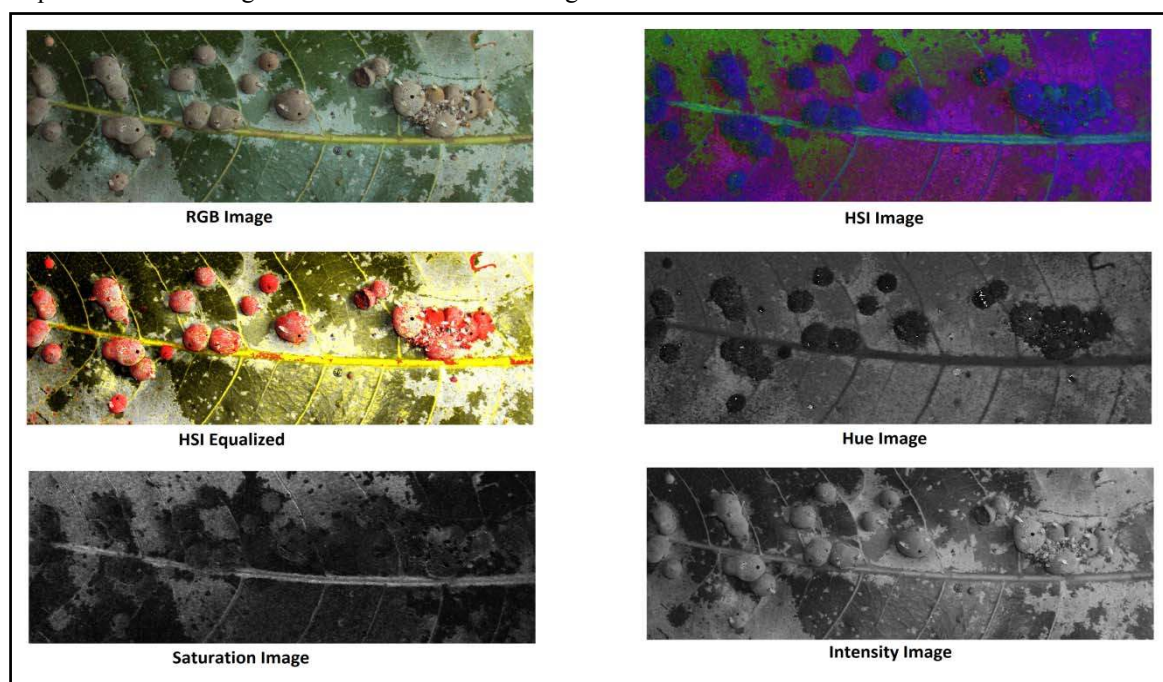 RGB Image
HSI Image
HSI Equalized
Hue Image
Saturation Image
Intensity Image